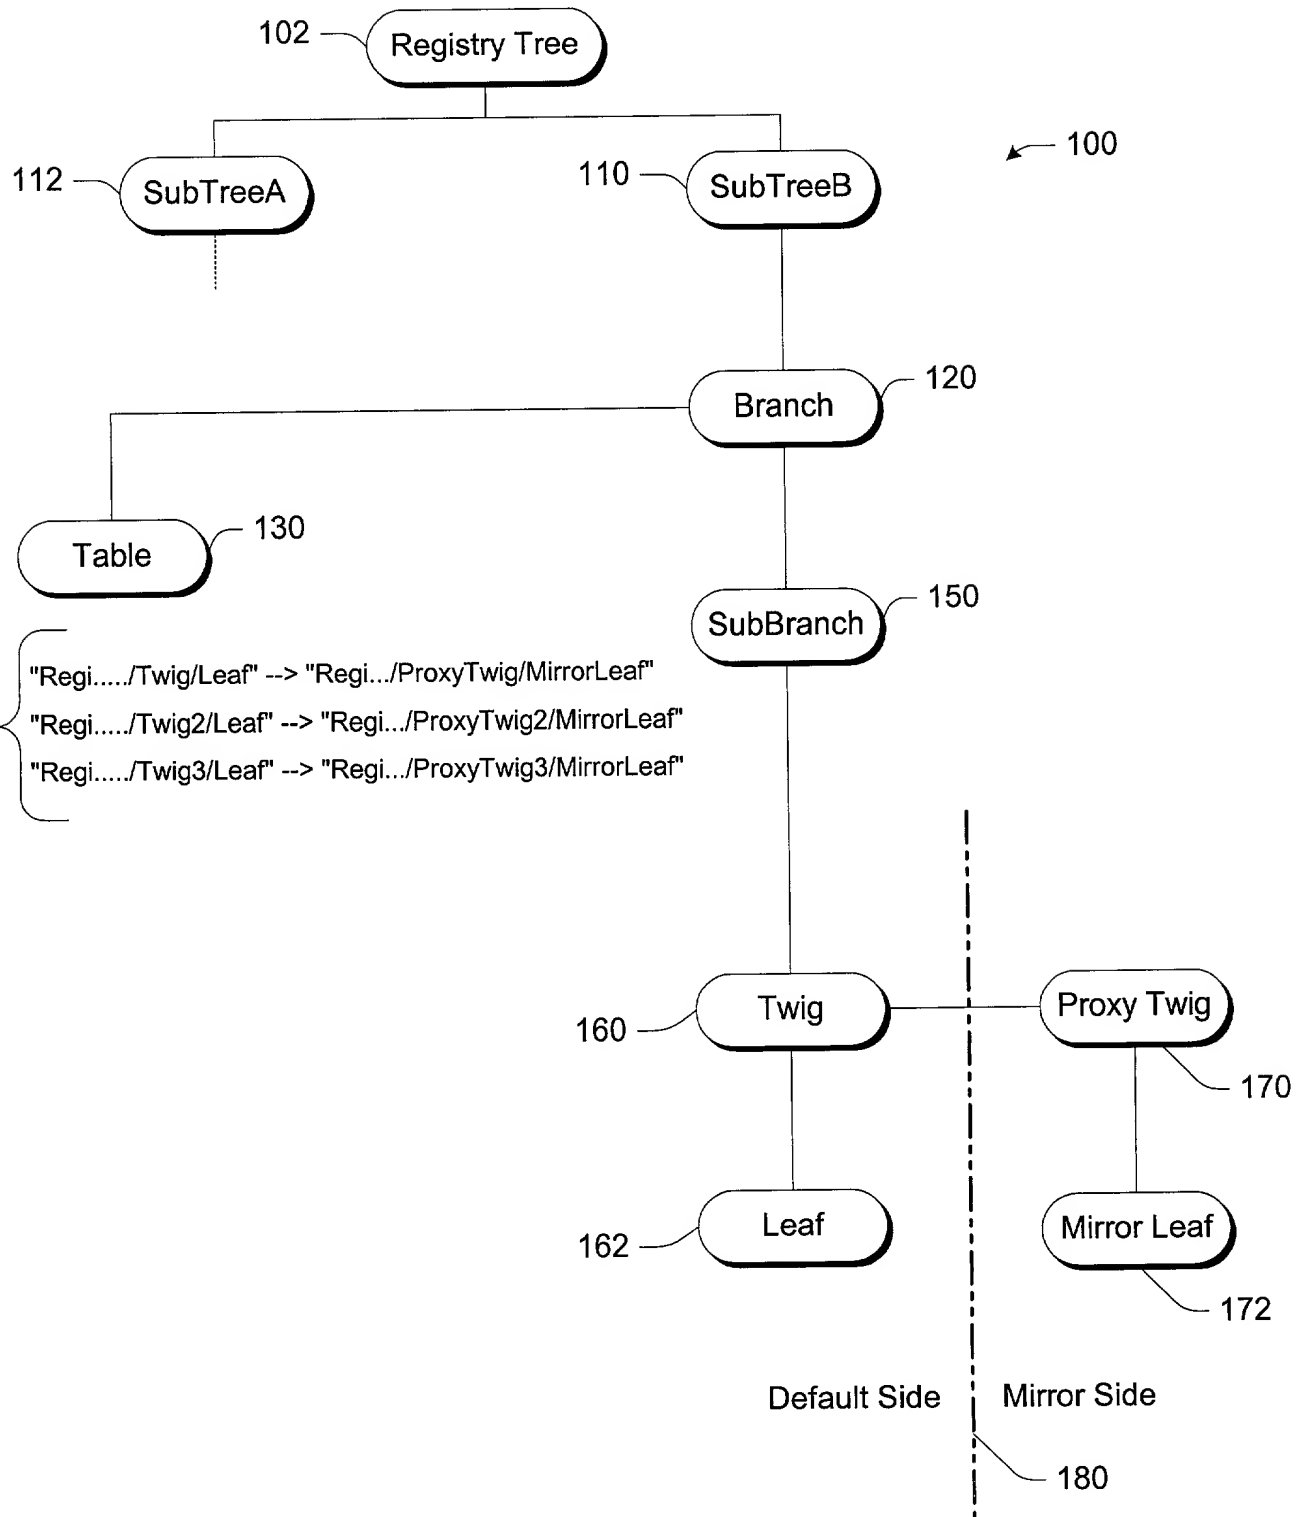 102
Registry Tree
100
112
SubTreeA
110
SubTreeB
120
Branch
130
Table
150
SubBranch
"Regi...../Twig/Leaf" --> "Regi.../ProxyTwig/MirrorLeaf"
"Regi...../Twig2/Leaf" --> "Regi.../ProxyTwig2/MirrorLeaf"
"Regi...../Twig3/Leaf" --> "Regi.../ProxyTwig3/MirrorLeaf"
160
Twig
Proxy Twig
170
162
Leaf
Mirror Leaf
172
Default Side
Mirror Side
180